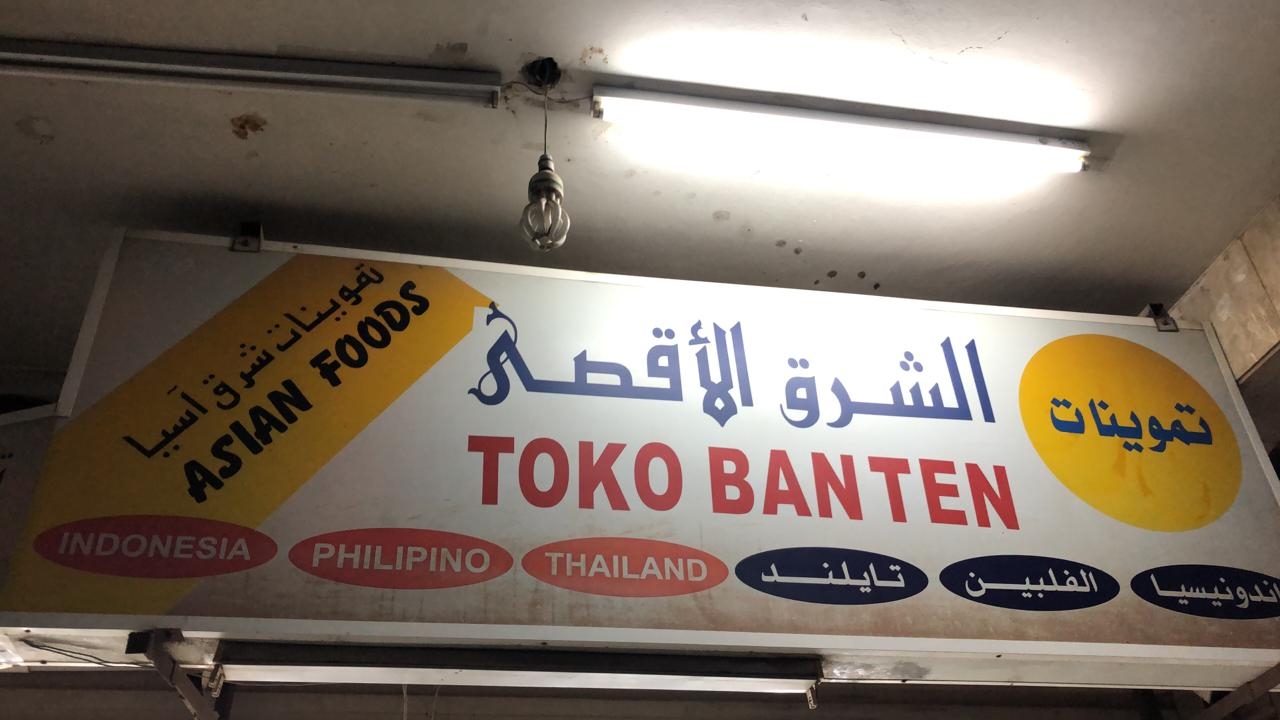 تموينات شرق آسيا
ASIAN FOODS
الشرق الأقصى
تموينات
TOKO BANTEN
INDONESIA
PHILIPINO
THAILAND
تايلند
الفلبين
اندونيسيا